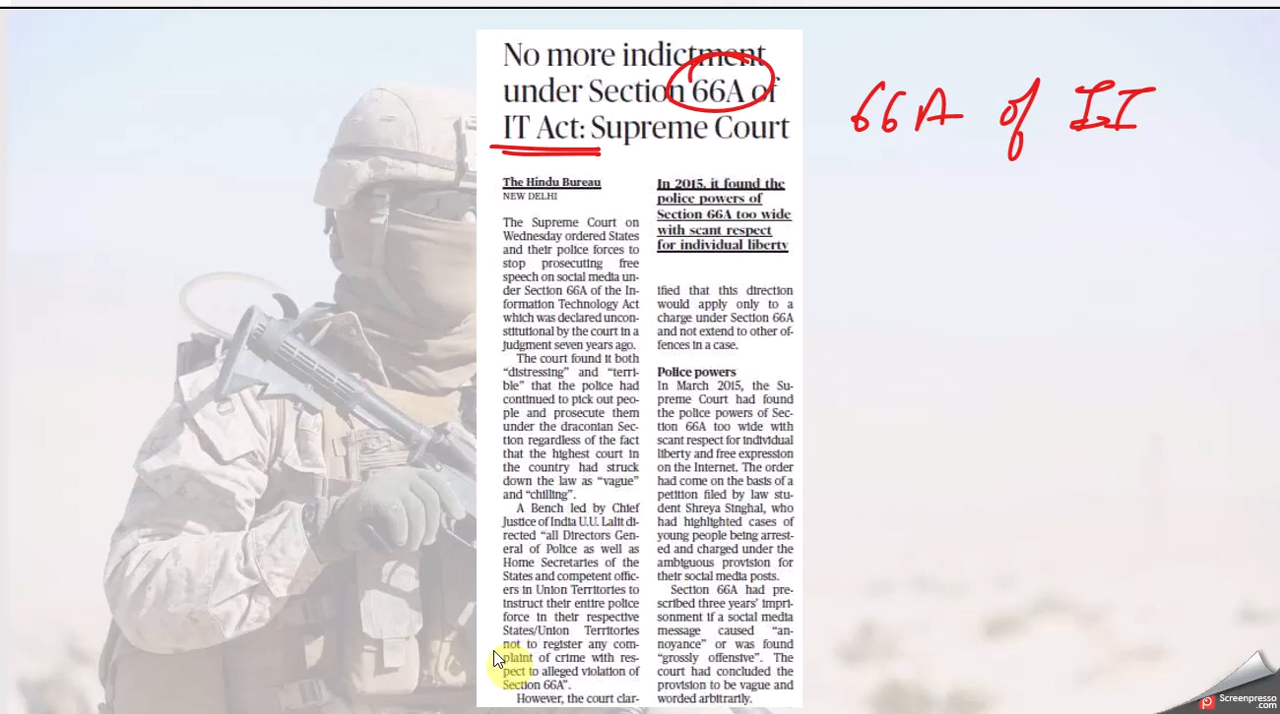 No more indictment
under Section 66A of
IT Act: Supreme Court
66A of IT
The Hindu Bureau
NEW DELHI
The Supreme Court on
Wednesday ordered States
and their police forces to
stop prosecuting free
speech on social media un-
der Section 66A of the In-
formation Technology Act
which was declared uncon-
stitutional by the court in a
judgment seven years ago.
The court found it both
“distressing” and “terri-
ble” that the police had
continued to pick out peo-
ple and prosecute them
under the draconian Sec-
tion regardless of the fact
that the highest court in
the country had struck
down the law as “vague”
and “chilling”.
A Bench led by Chief
Justice of India U.U. Lalit di-
rected “all Directors Gen-
eral of Police as well as
Home Secretaries of the
States and competent offic-
ers in Union Territories to
instruct their entire police
force in their respective
States/Union Territories
not to register any com-
plaint of crime with res-
pect to alleged violation of
Section 66A”.
However, the court clar-
In 2015, it found the
police powers of
Section 66A too wide
with scant respect
for individual liberty
ified that this direction
would apply only to a
charge under Section 66A
and not extend to other of-
fences in a case.
Police powers
In March 2015, the Su-
preme Court had found
the police powers of Sec-
tion 66A too wide with
scant respect for individual
liberty and free expression
on the Internet. The order
had come on the basis of a
petition filed by law stu-
dent Shreya Singhal, who
had highlighted cases of
young people being arrest-
ed and charged under the
ambiguous provision for
their social media posts.
Section 66A had pre-
scribed three years’ impri-
sonment if a social media
message caused “an-
noyance” or was found
“grossly offensive”. The
court had concluded the
provision to be vague and
worded arbitrarily.
Screenpresso
.com